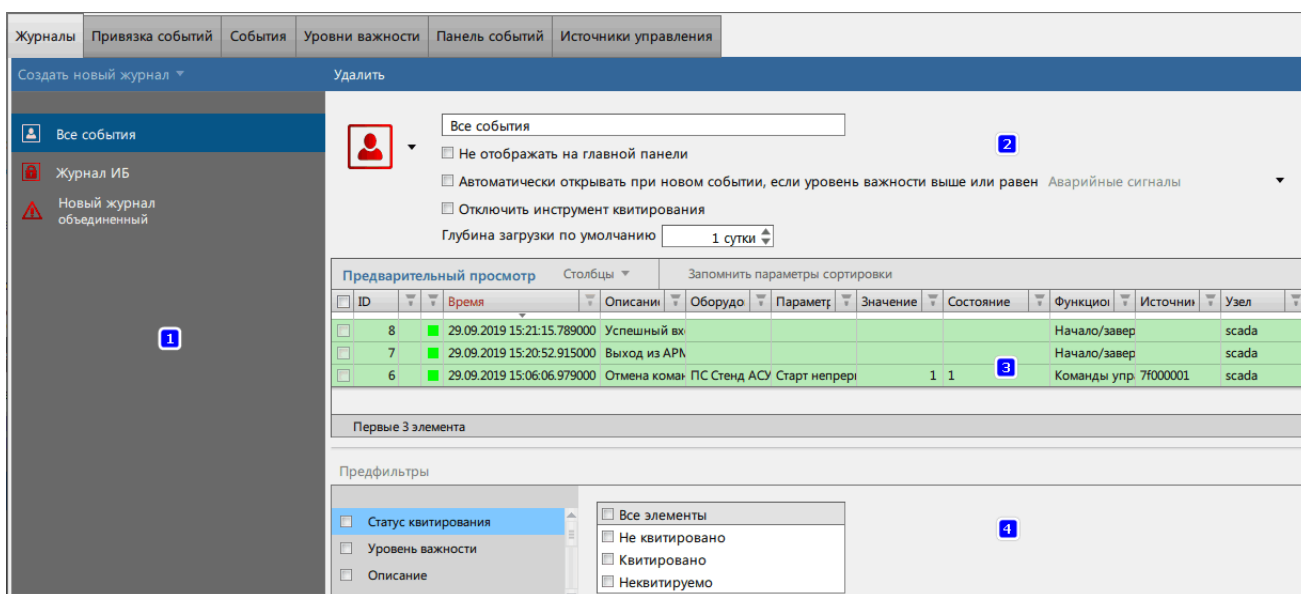 Журналы Привязка событий События Уровни важности Панель событий Источники управления
Создать новый журнал Удалить
Все события
Журнал ИБ
Новый журнал
объединенный
1
Все события
Не отображать на главной панели
2
Автоматически открывать при новом событии, если уровень важности выше или равен Аварийные сигналы
Отключить инструмент квитирования
Глубина загрузки по умолчанию 1 сутки
Предварительный просмотр Столбцы Запомнить параметры сортировки
ID Время Описани Оборудо Параметр Значение Состояние Функцион Источник Узел
8 29.09.2019 15:21:15.789000 Успешный вх Начало/завер scada
7 29.09.2019 15:20:52.915000 Выход из АРМ Начало/завер scada
6 29.09.2019 15:06:06.979000 Отмена коман ПС Стенд АСУ Старт непреры 1 1 Команды упр 7f000001 scada
3
Первые 3 элемента
Предфильтры
Статус квитирования
Уровень важности
Описание
Все элементы
Не квитировано
Квитировано
Неквитируемо
4